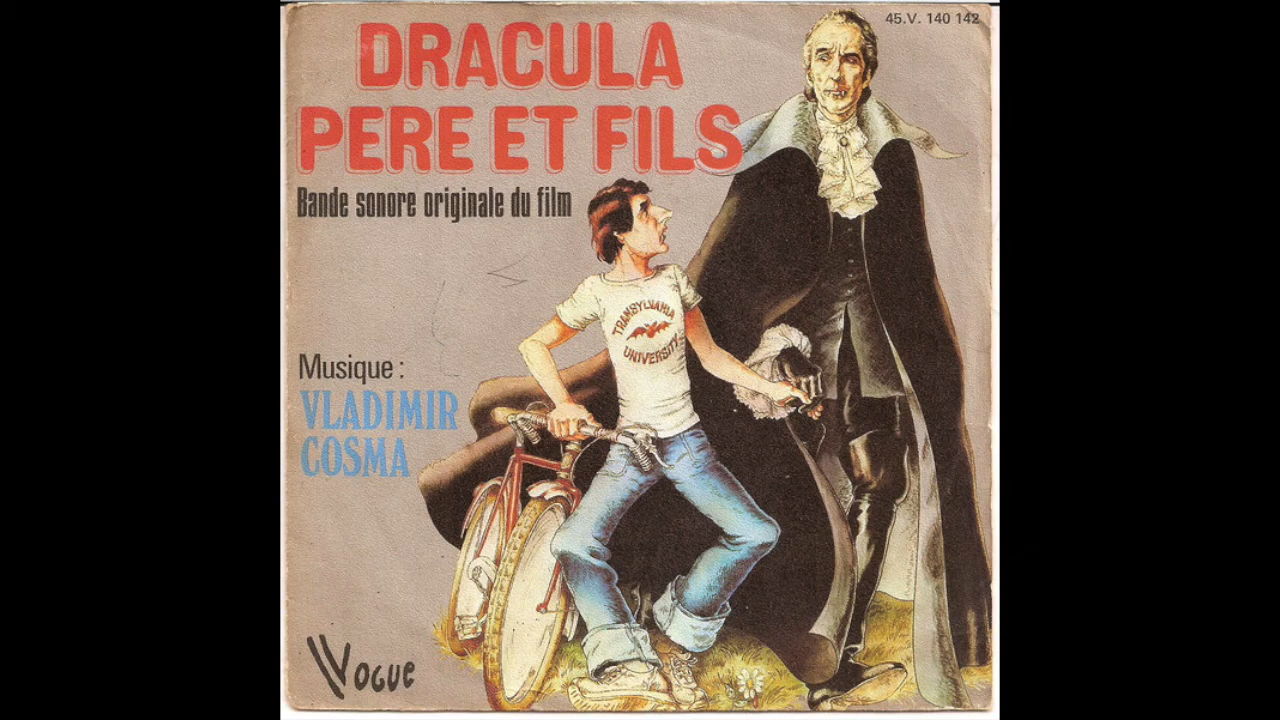 45.V. 140 142
DRACULA
PERE ET FILS
Bande sonore originale du film
TRANSYLVANIA
UNIVERSITY
Musique :
VLADIMIR
COSMA
VOGUE